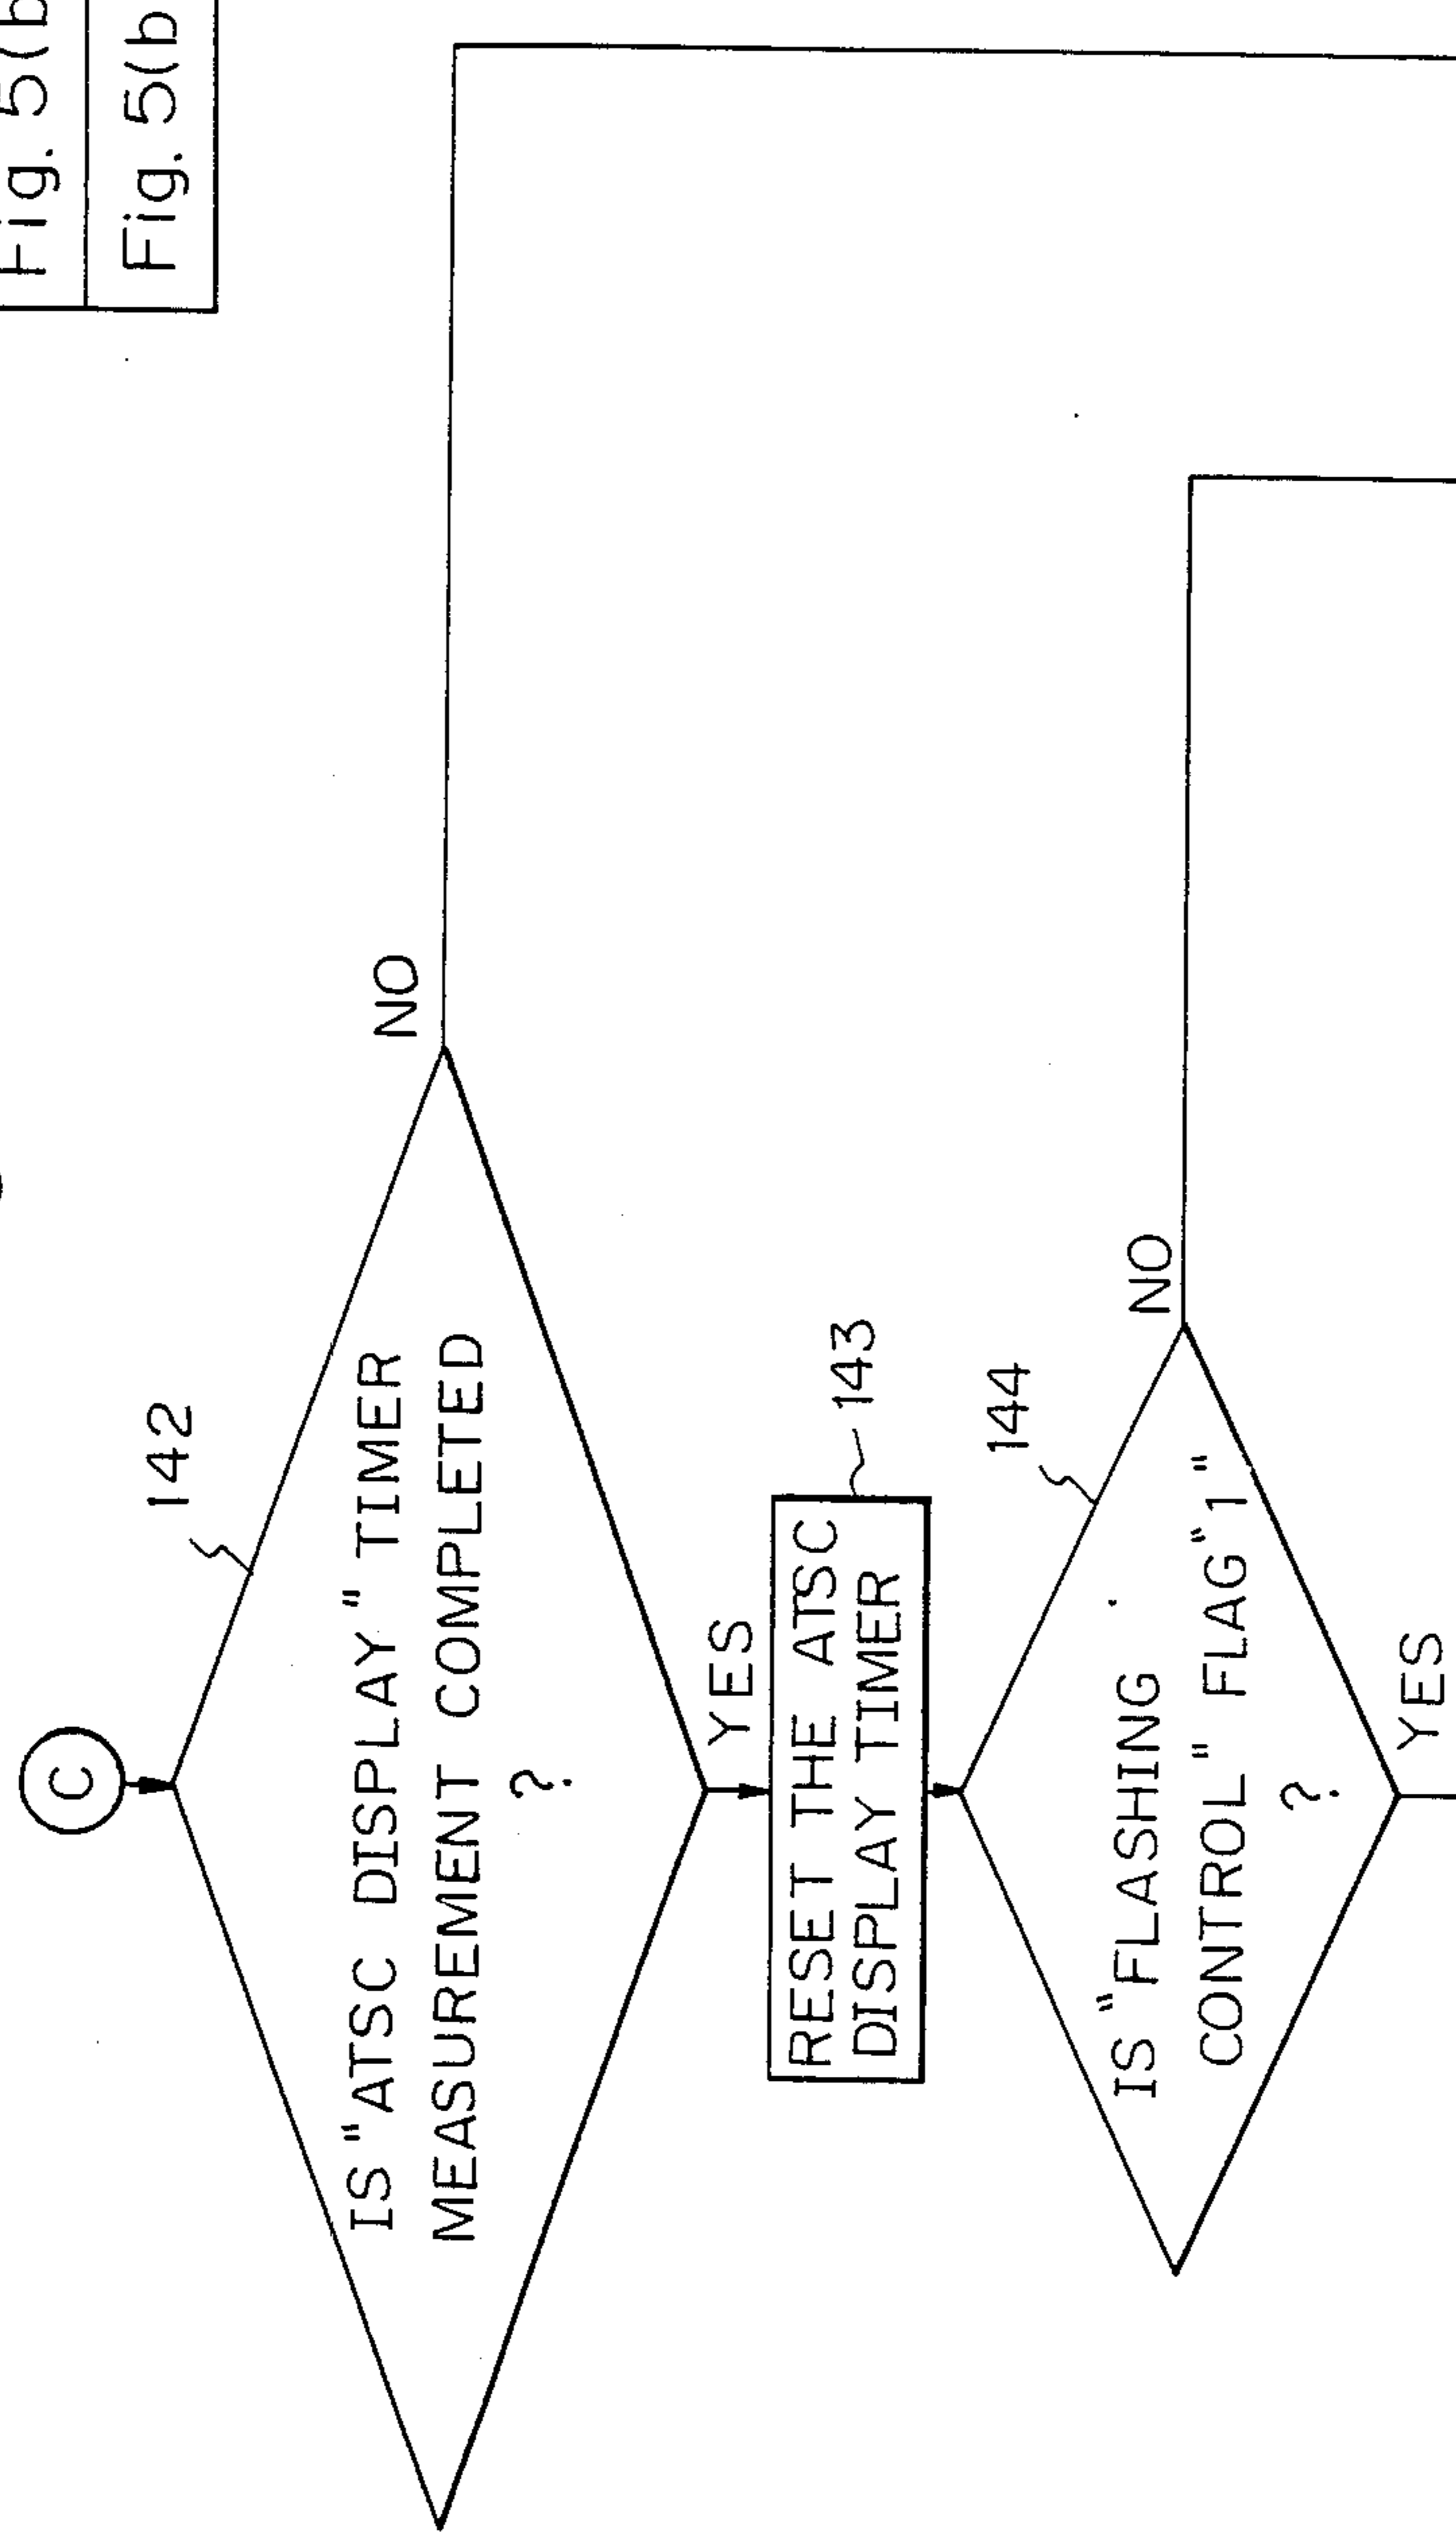 Fig. 5(b
Fig. 5(b
C
142
IS "ATSC DISPLAY" TIMER
MEASUREMENT COMPLETED
?
NO
YES
143
RESET THE ATSC
DISPLAY TIMER
144
IS "FLASHING
CONTROL" FLAG "1"
?
NO
YES